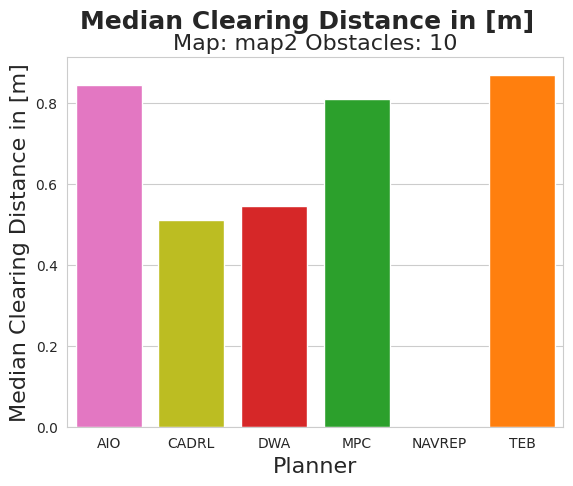 Median Clearing Distance in [m]
Map: map2 Obstacles: 10
Median Clearing Distance in [m]
0.8
0.6
0.4
0.2
0.0
AIO CADRL DWA MPC NAVREP TEB
Planner